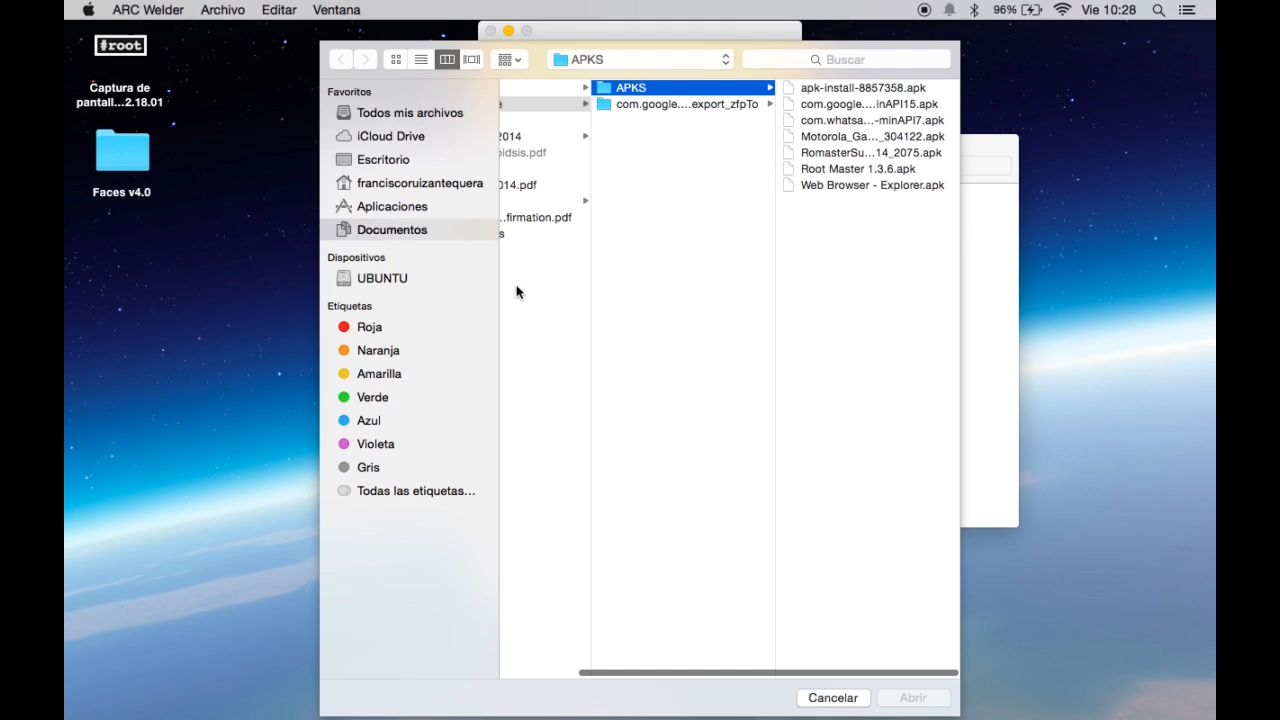 ARC Welder Archivo Editar Ventana 96% Vie 10:28
#root
Captura de
pantall...2.18.01
Faces v4.0
APKS
Buscar
Favoritos
Todos mis archivos
iCloud Drive
Escritorio
franciscoruizantequera
Aplicaciones
Documentos
Dispositivos
UBUNTU
Etiquetas
Roja
Naranja
Amarilla
Verde
Azul
Violeta
Gris
Todas las etiquetas...
e
2014
oidsis.pdf
014.pdf
...firmation.pdf
s
APKS
com.google....export_zfpTo
apk-install-8857358.apk
com.google....inAPI15.apk
com.whatsa...-minAPI7.apk
Motorola_Ga..._304122.apk
RomasterSu...14_2075.apk
Root Master 1.3.6.apk
Web Browser - Explorer.apk
Cancelar
Abrir